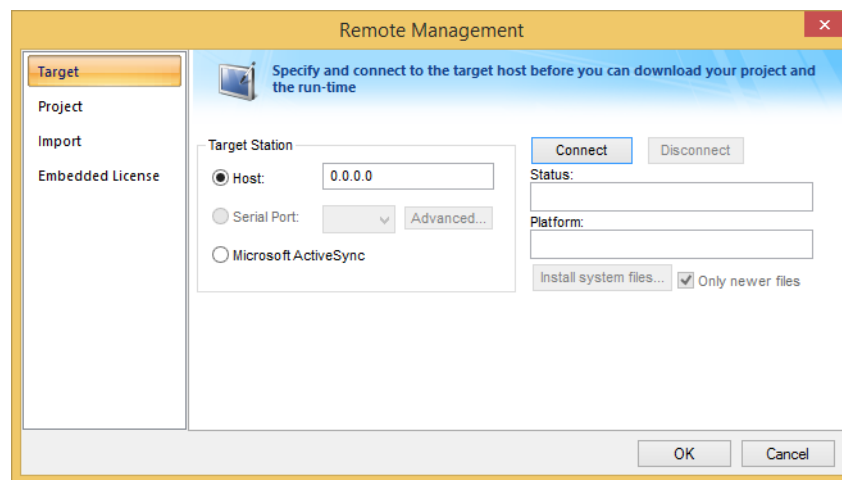 Remote Management
Target
Project
Import
Embedded License
Specify and connect to the target host before you can download your project and
the run-time
Target Station
Host:
0.0.0.0
Serial Port:
Advanced...
Microsoft ActiveSync
Connect
Disconnect
Status:
Platform:
Install system files...
Only newer files
OK
Cancel